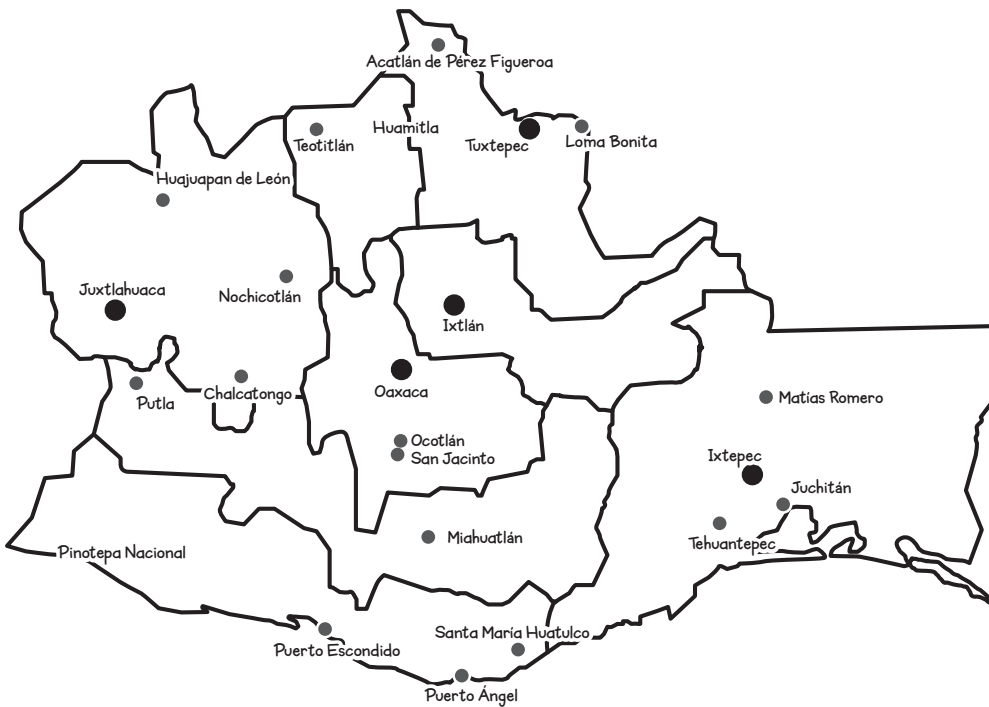 Acatlán de Pérez Figueroa
Huamitla
Teotitlán
Tuxtepec
Loma Bonita
Huajuapan de León
Juxtlahuaca
Nochicotlán
Ixtlán
Oaxaca
Putla
Chalcatongo
Matías Romero
Ocotlán
San Jacinto
Ixtepec
Juchitán
Miahuatlán
Tehuantepec
Pinotepa Nacional
Santa María Huatulco
Puerto Escondido
Puerto Ángel